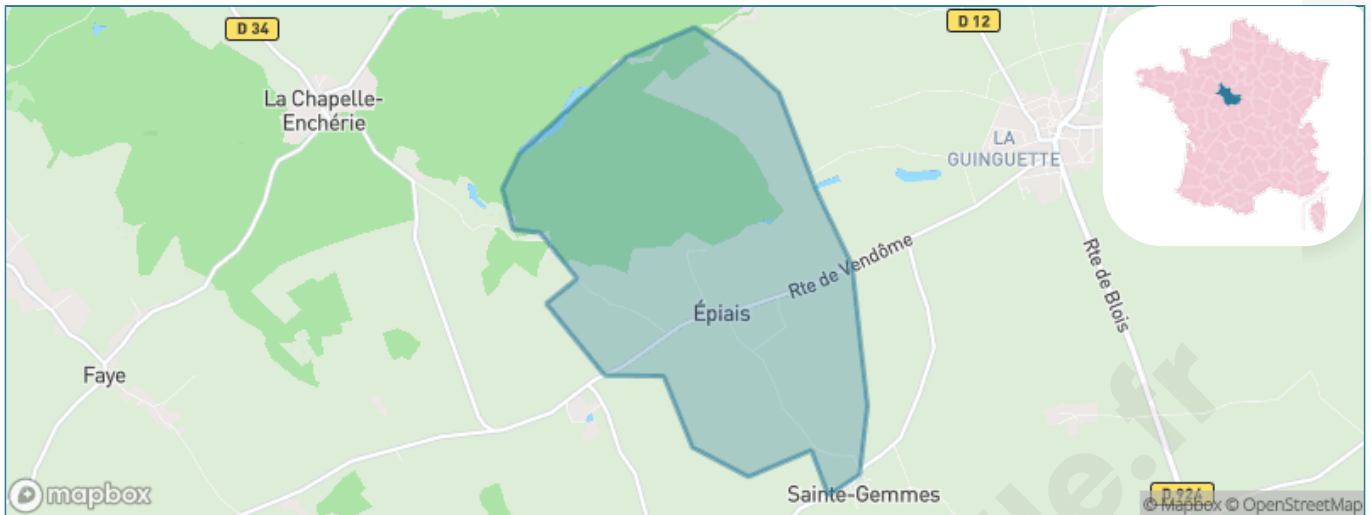 D 34
D 12
La Chapelle-
Enchérie
LA
GUINGUETTE
Rte de Vendôme
Rte de Blois
Épiais
Faye
Sainte-Gemmes
D 924
mapbox
© Mapbox © OpenStreetMap